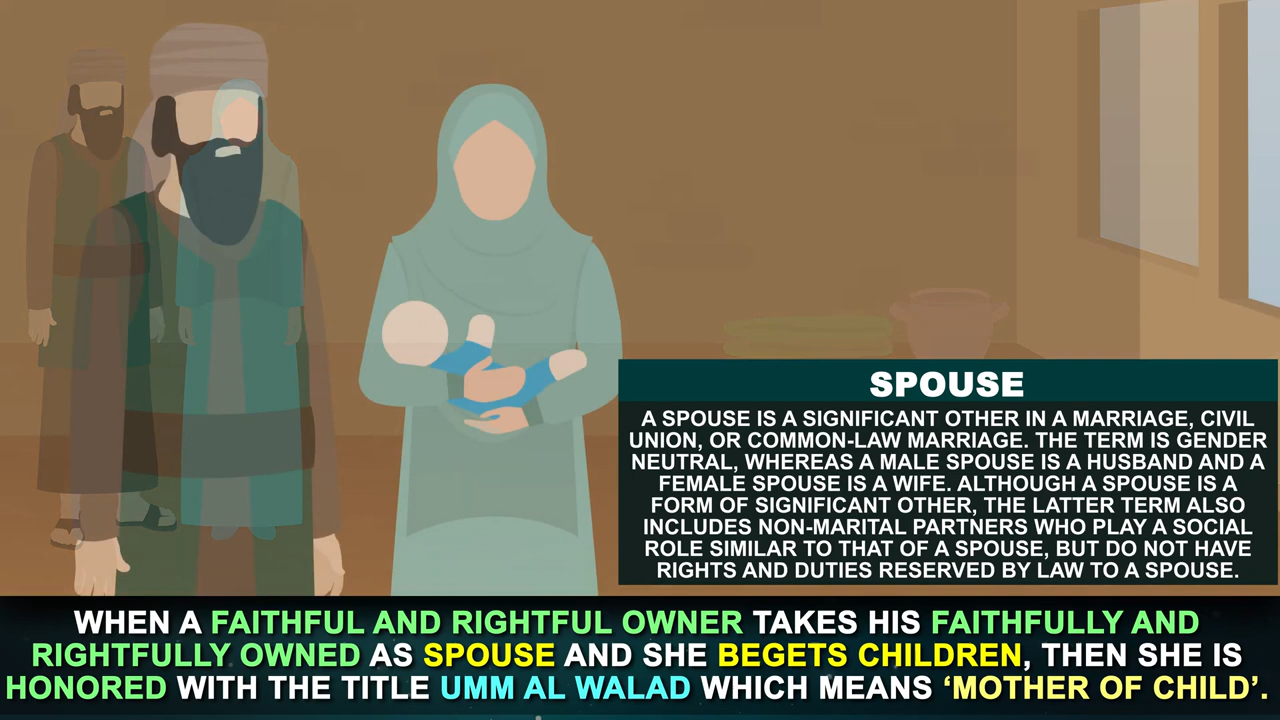 SPOUSE
A SPOUSE IS A SIGNIFICANT OTHER IN A MARRIAGE, CIVIL
UNION, OR COMMON-LAW MARRIAGE. THE TERM IS GENDER
NEUTRAL, WHEREAS A MALE SPOUSE IS A HUSBAND AND A
FEMALE SPOUSE IS A WIFE. ALTHOUGH A SPOUSE IS A
FORM OF SIGNIFICANT OTHER, THE LATTER TERM ALSO
INCLUDES NON-MARITAL PARTNERS WHO PLAY A SOCIAL
ROLE SIMILAR TO THAT OF A SPOUSE, BUT DO NOT HAVE
RIGHTS AND DUTIES RESERVED BY LAW TO A SPOUSE.
WHEN A FAITHFUL AND RIGHTFUL OWNER TAKES HIS FAITHFULLY AND
RIGHTFULLY OWNED AS SPOUSE AND SHE BEGETS CHILDREN, THEN SHE IS
HONORED WITH THE TITLE UMM AL WALAD WHICH MEANS ‘MOTHER OF CHILD’.